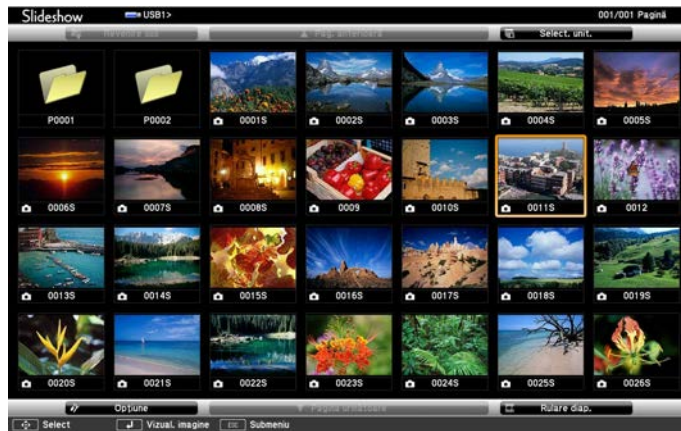 Slideshow USB1> 001/001 Pagină
Revenire sus Pag. anterioară Select. unit.
P0001 P0002 0001S 0002S 0003S 0004S 0005S
0006S 0007S 0008S 0009 0010S 0011S 0012
0013S 0014S 0015S 0016S 0017S 0018S 0019S
0020S 0021S 0022S 0023S 0024S 0025S 0026S
Opţiune Pagina următoare Rulare diap.
Select Vizual. imagine ESC Submeniu